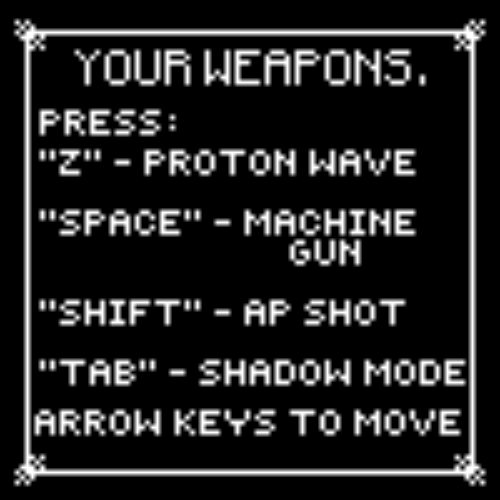 YOUR WEAPONS.
PRESS:
"Z" - PROTON WAVE
"SPACE" - MACHINE
GUN
"SHIFT" - AP SHOT
"TAB" - SHADOW MODE
ARROW KEYS TO MOVE